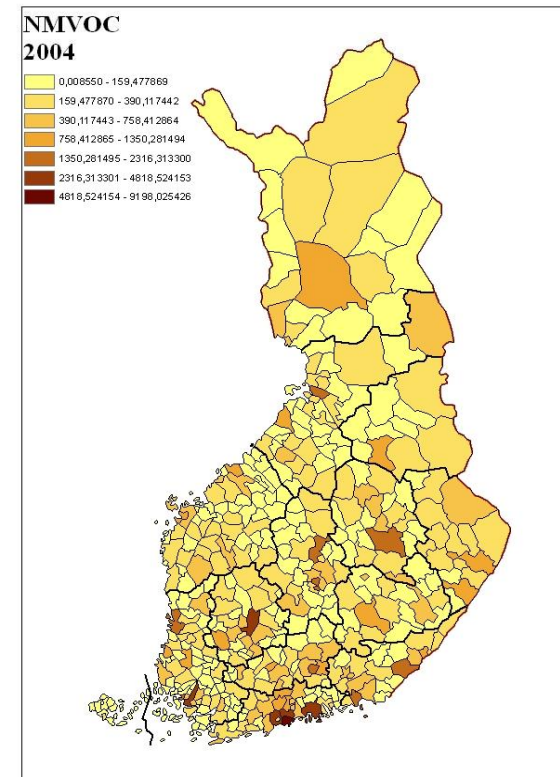 NMVOC
2004
0,008550 - 159,477869
159,477870 - 390,117442
390,117443 - 758,412864
758,412865 - 1350,281494
1350,281495 - 2316,313300
2316,313301 - 4818,524153
4818,524154 - 9198,025426